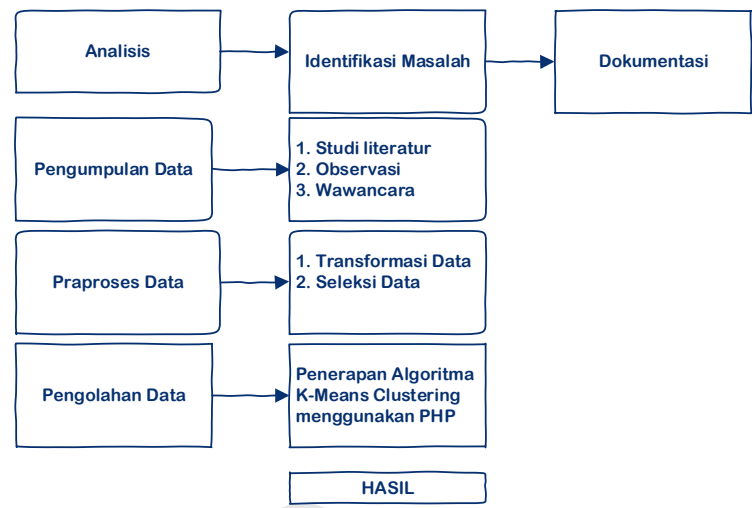 Analisis
Identifikasi Masalah
Dokumentasi
Pengumpulan Data
1. Studi literatur
2. Observasi
3. Wawancara
Praproses Data
1. Transformasi Data
2. Seleksi Data
Pengolahan Data
Penerapan Algoritma
K-Means Clustering
menggunakan PHP
HASIL